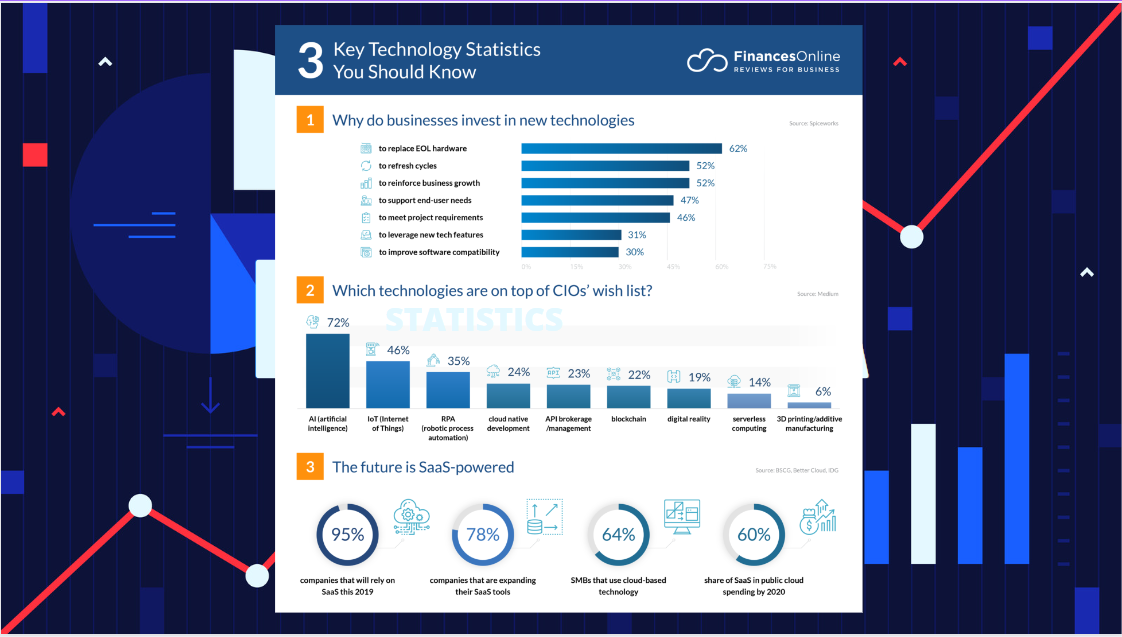 3 Key Technology Statistics
You Should Know
FinancesOnline
REVIEWS FOR BUSINESS
1 Why do businesses invest in new technologies
Source: Spiceworks
to replace EOL hardware 62%
to refresh cycles 52%
to reinforce business growth 52%
to support end-user needs 47%
to meet project requirements 46%
to leverage new tech features 31%
to improve software compatibility 30%
0% 15% 30% 45% 60% 75%
2 Which technologies are on top of CIOs' wish list?
Source: Medium
STATISTICS
72%
AI (artificial
intelligence)
46%
IoT (Internet
of Things)
35%
RPA
(robotic process
automation)
24%
cloud native
development
API
23%
API brokerage
/management
22%
blockchain
19%
digital reality
14%
serverless
computing
6%
3D printing/additive
manufacturing
3 The future is SaaS-powered
Source: BSCG, Better Cloud, IDG
95%
companies that will rely on
SaaS this 2019
78%
companies that are expanding
their SaaS tools
64%
SMBs that use cloud-based
technology
60%
share of SaaS in public cloud
spending by 2020